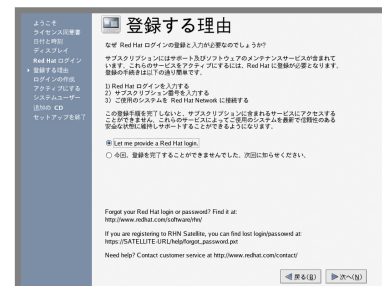 ようこそ
ライセンス同意書
日付と時刻
ディスプレイ
Red Hat ログイン
登録する理由
ログインの作成
アクティブにする
システムユーザー
追加の CD
セットアップを終了
登録する理由
なぜ Red Hat ログインの登録と入力が必要なのでしょうか?
サブスクリプションにはサポート及びソフトウェアのメンテナンスサービスが含まれて
います。これらのサービスをアクティブにするには、Red Hat に登録が必要となります。
登録の手続きは以下の通り簡単です。
1) Red Hat ログインを入力する
2) サブスクリプション番号を入力する
3) ご使用のシステムを Red Hat Network に接続する
この登録手順を完了しないと、サブスクリプションに含まれるサービスにアクセスする
ことができません。これらのサービスによってご使用のシステムを最新で信頼性のある
安全な状態に維持しサポートすることができるようになります。
Let me provide a Red Hat login.
今回、登録を完了することができませんでした。次回に知らせください。
Forgot your Red Hat login or password? Find it at:
http://www.redhat.com/software/rhn/
If you are registering to RHN Satellite, you can find lost login/passowrd at:
https://SATELLITE-URL/help/forgot_password.pxt
Need help? Contact customer service at http://www.redhat.com/contact/
戻る(B)
次へ(N)